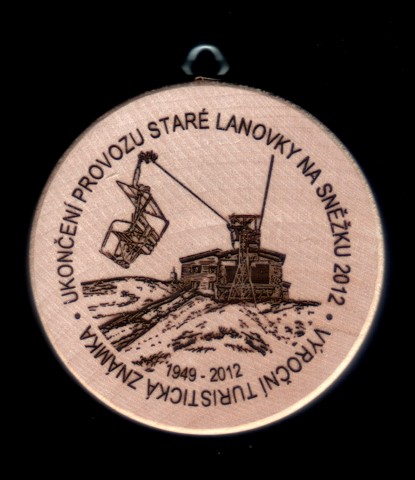 UKONČENÍ PROVOZU STARÉ LANOVKY NA SNĚŽKU 2012 •
VÝROČNÍ TURISTICKÁ ZNÁMKA •
1949 - 2012